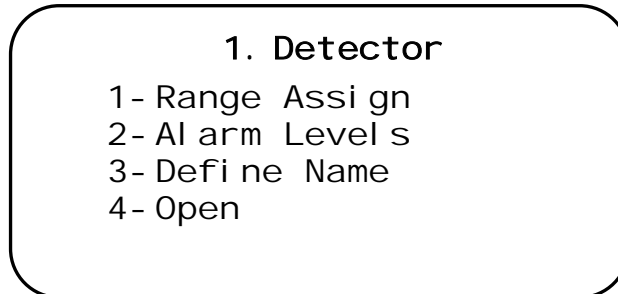 1. Detector
1-Range Assign
2-Alarm Levels
3-Define Name
4-Open